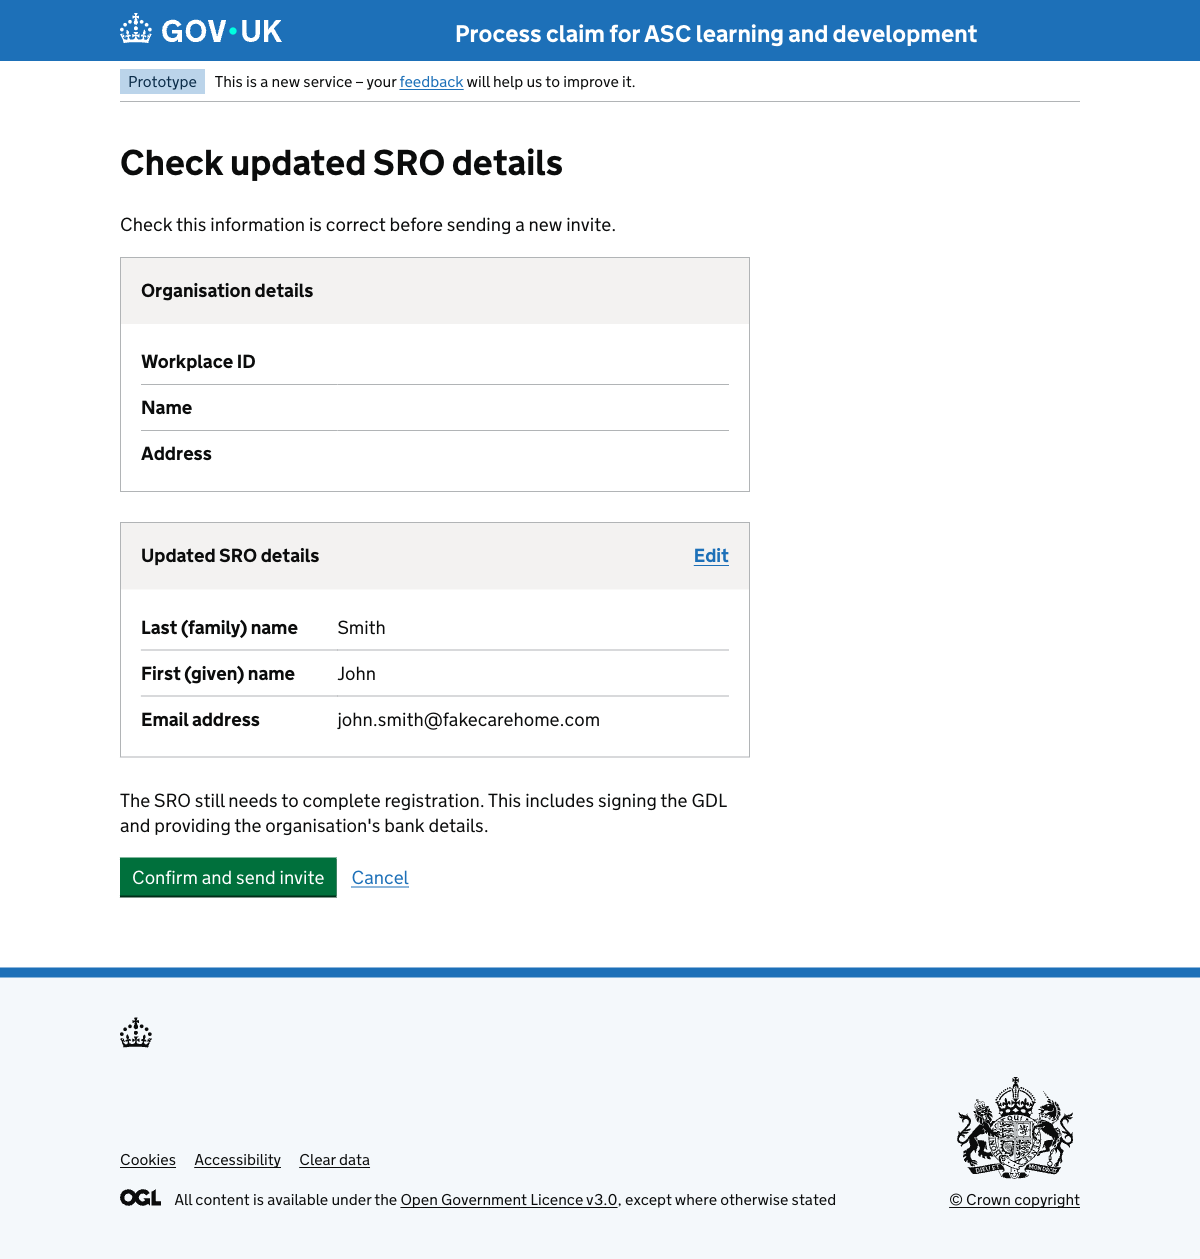 GOV·UK
Process claim for ASC learning and development
Prototype This is a new service – your feedback will help us to improve it.
Check updated SRO details
Check this information is correct before sending a new invite.
Organisation details
Workplace ID
Name
Address
Updated SRO details Edit
Last (family) name Smith
First (given) name John
Email address john.smith@fakecarehome.com
The SRO still needs to complete registration. This includes signing the GDL
and providing the organisation's bank details.
Confirm and send invite Cancel
Cookies Accessibility Clear data
OGL All content is available under the Open Government Licence v3.0, except where otherwise stated
© Crown copyright